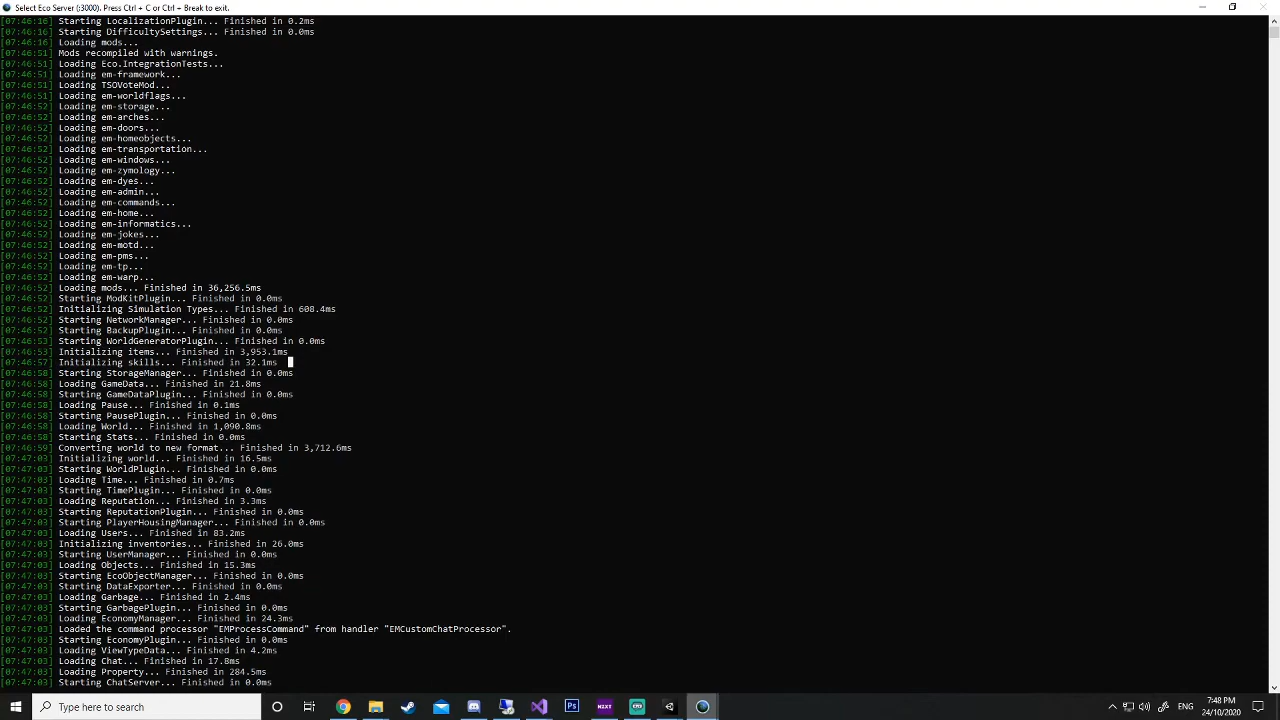 Select Eco Server (:3000). Press Ctrl + C or Ctrl + Break to exit.
[07:46:16] Starting LocalizationPlugin... Finished in 0.2ms
[07:46:16] Starting DifficultySettings... Finished in 0.0ms
[07:46:16] Loading mods...
[07:46:51] Mods recompiled with warnings.
[07:46:51] Loading Eco.IntegrationTests...
[07:46:51] Loading em-framework...
[07:46:51] Loading TSOVoteMod...
[07:46:51] Loading em-worldflags...
[07:46:52] Loading em-storage...
[07:46:52] Loading em-arches...
[07:46:52] Loading em-doors...
[07:46:52] Loading em-homeobjects...
[07:46:52] Loading em-transportation...
[07:46:52] Loading em-windows...
[07:46:52] Loading em-zymology...
[07:46:52] Loading em-dyes...
[07:46:52] Loading em-admin...
[07:46:52] Loading em-commands...
[07:46:52] Loading em-home...
[07:46:52] Loading em-informatics...
[07:46:52] Loading em-jokes...
[07:46:52] Loading em-motd...
[07:46:52] Loading em-pms...
[07:46:52] Loading em-tp...
[07:46:52] Loading em-warp...
[07:46:52] Loading mods... Finished in 36,256.5ms
[07:46:52] Starting ModKitPlugin... Finished in 0.0ms
[07:46:52] Initializing Simulation Types... Finished in 608.4ms
[07:46:53] Starting NetworkManager... Finished in 0.0ms
[07:46:53] Starting BackupPlugin... Finished in 0.0ms
[07:46:53] Starting WorldGeneratorPlugin... Finished in 0.0ms
[07:46:53] Initializing items... Finished in 3,953.1ms
[07:46:57] Initializing skills... Finished in 32.1ms
[07:46:58] Starting StorageManager... Finished in 0.0ms
[07:46:58] Loading GameData... Finished in 21.8ms
[07:46:58] Starting GameDataPlugin... Finished in 0.0ms
[07:46:58] Loading Pause... Finished in 0.1ms
[07:46:58] Starting PausePlugin... Finished in 0.0ms
[07:46:58] Loading World... Finished in 1,090.8ms
[07:46:58] Starting Stats... Finished in 0.0ms
[07:46:59] Converting world to new format... Finished in 3,712.6ms
[07:47:03] Initializing world... Finished in 16.5ms
[07:47:03] Starting WorldPlugin... Finished in 0.0ms
[07:47:03] Loading Time... Finished in 0.7ms
[07:47:03] Starting TimePlugin... Finished in 0.0ms
[07:47:03] Loading Reputation... Finished in 3.3ms
[07:47:03] Starting ReputationPlugin... Finished in 0.0ms
[07:47:03] Starting PlayerHousingManager... Finished in 0.0ms
[07:47:03] Loading Users... Finished in 83.2ms
[07:47:03] Initializing inventories... Finished in 26.0ms
[07:47:03] Starting UserManager... Finished in 0.0ms
[07:47:03] Loading Objects... Finished in 15.3ms
[07:47:03] Starting EcoObjectManager... Finished in 0.0ms
[07:47:03] Starting DataExporter... Finished in 0.0ms
[07:47:03] Loading Garbage... Finished in 2.4ms
[07:47:03] Starting GarbagePlugin... Finished in 0.0ms
[07:47:03] Loading EconomyManager... Finished in 24.3ms
[07:47:03] Loaded the command processor "EMProcessCommand" from handler "EMCustomChatProcessor".
[07:47:03] Starting EconomyPlugin... Finished in 0.0ms
[07:47:03] Loading ViewTypeData... Finished in 4.2ms
[07:47:03] Loading Chat... Finished in 17.8ms
[07:47:03] Loading Property... Finished in 284.5ms
[07:47:03] Starting ChatServer... Finished in 0.0ms
Type here to search
Ps
NZXT
ENG
7:48 PM
24/10/2020